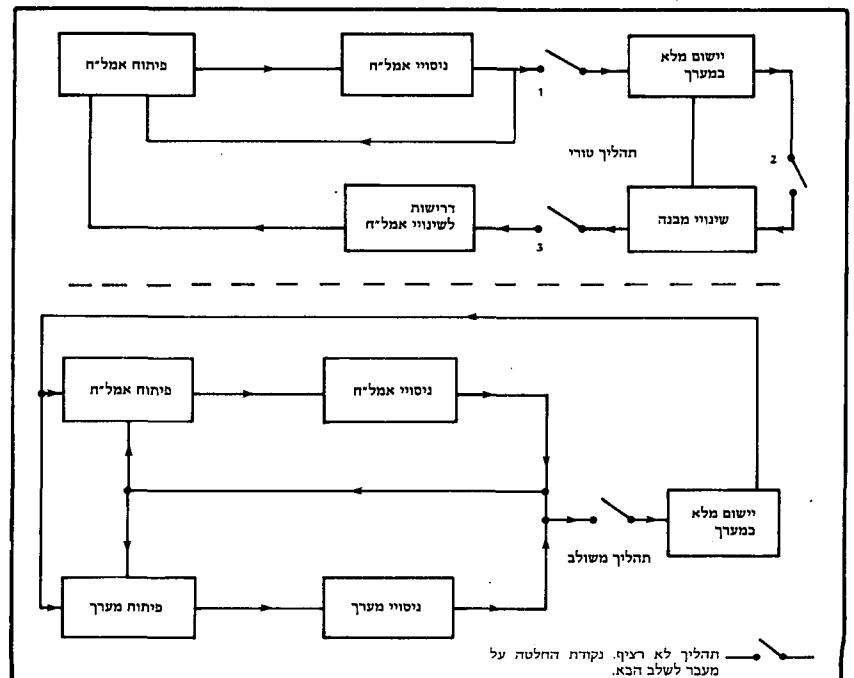 פיתוח אמל״ח
ניסויי אמל״ח
1
יישום מלא
במערך
תהליך טורי
2
דרישות
לשינויי אמל״ח
3
שינויי מבנה
פיתוח אמל״ח
ניסויי אמל״ח
יישום מלא
במערך
תהליך משולב
פיתוח מערך
ניסויי מערך
תהליך לא רציף. נקודת החלטה על
מעבר לשלב הבא.